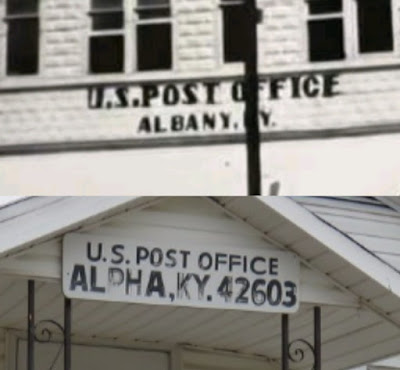 U.S. POST OFFICE
ALBANY, KY.
U.S. POST OFFICE
ALPHA, KY. 42603